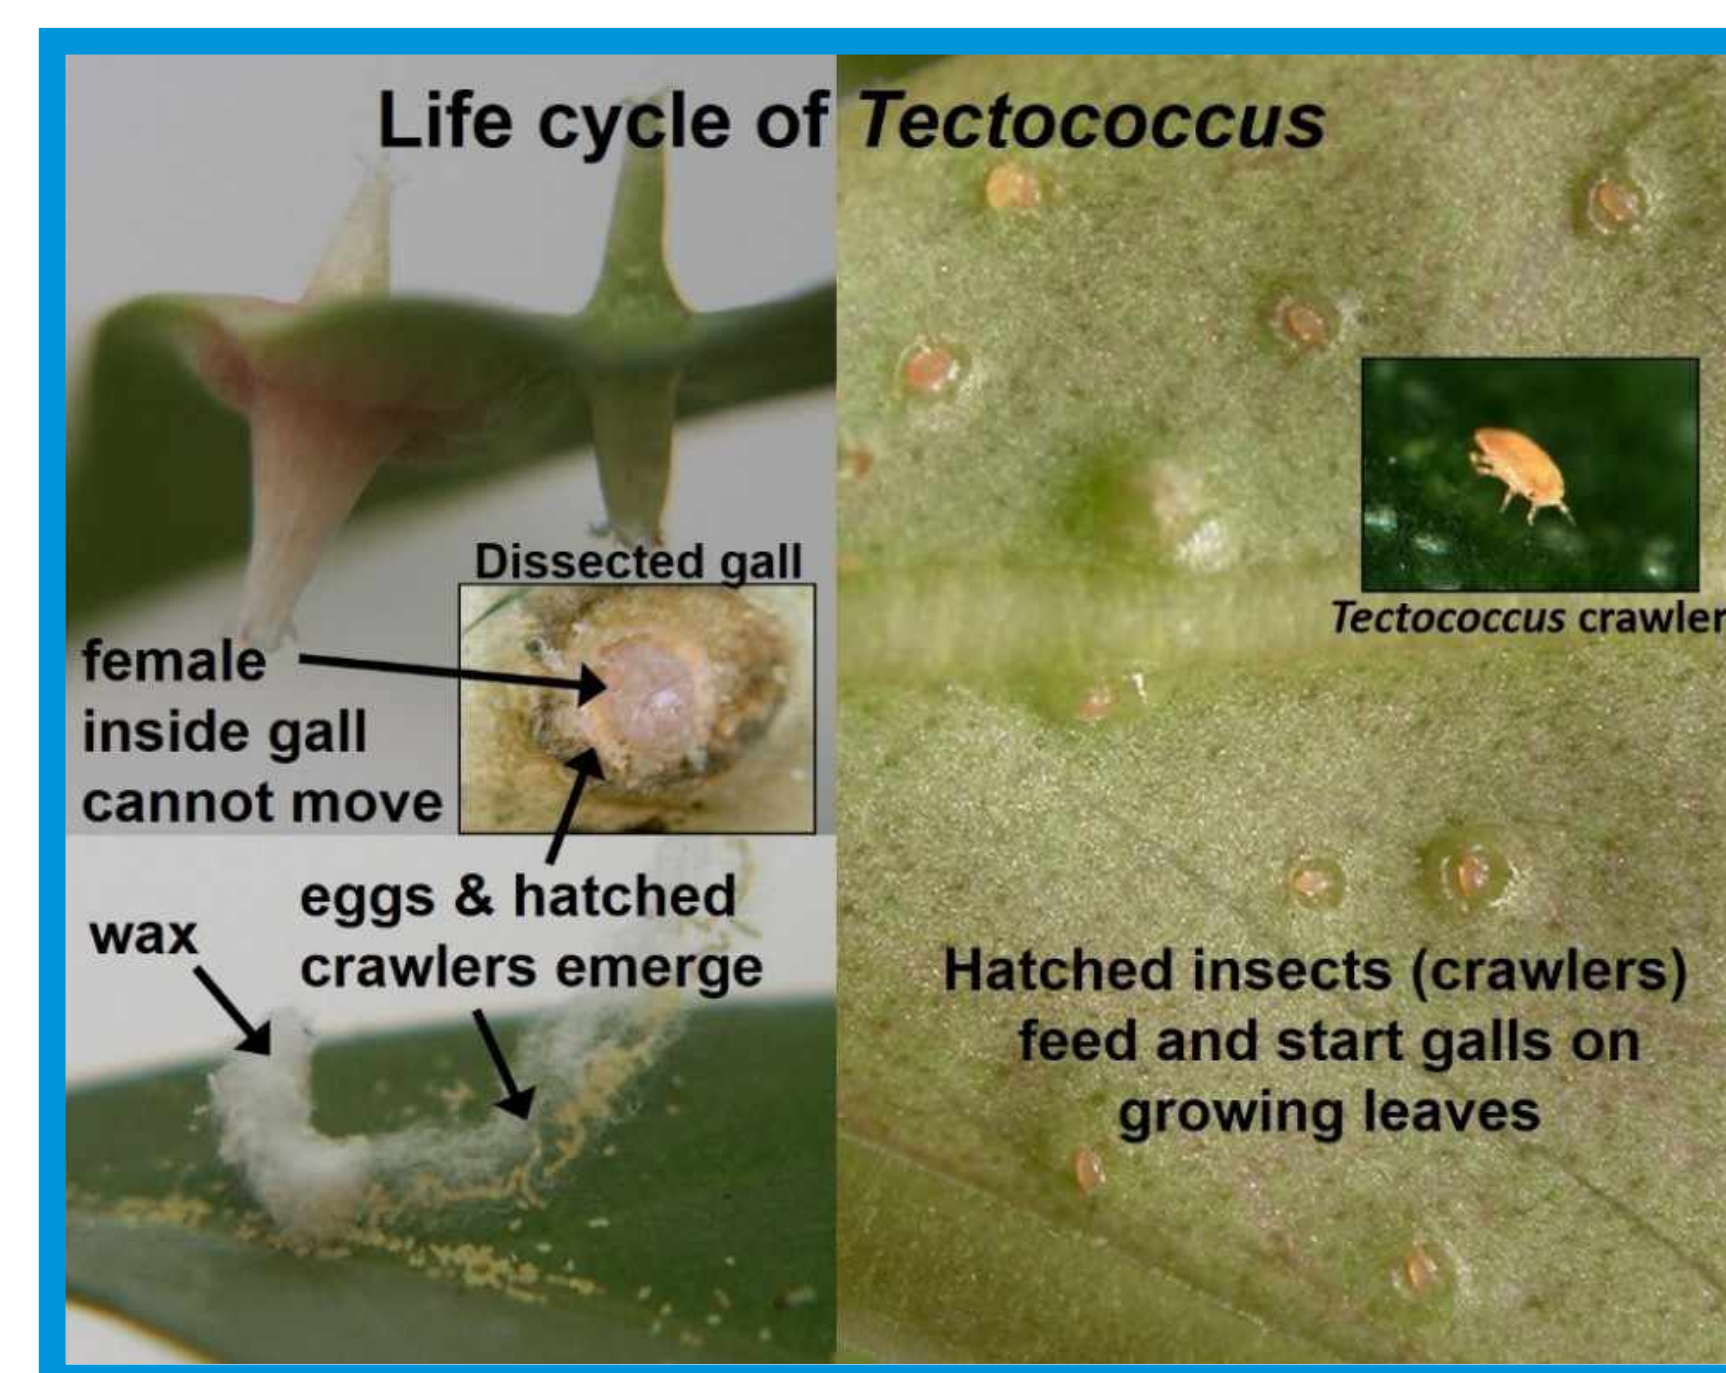 Life cycle of Tectococcus
Dissected gall
female
inside gall
cannot move
eggs & hatched
crawlers emerge
wax
Tectococcus crawler
Hatched insects (crawlers)
feed and start galls on
growing leaves